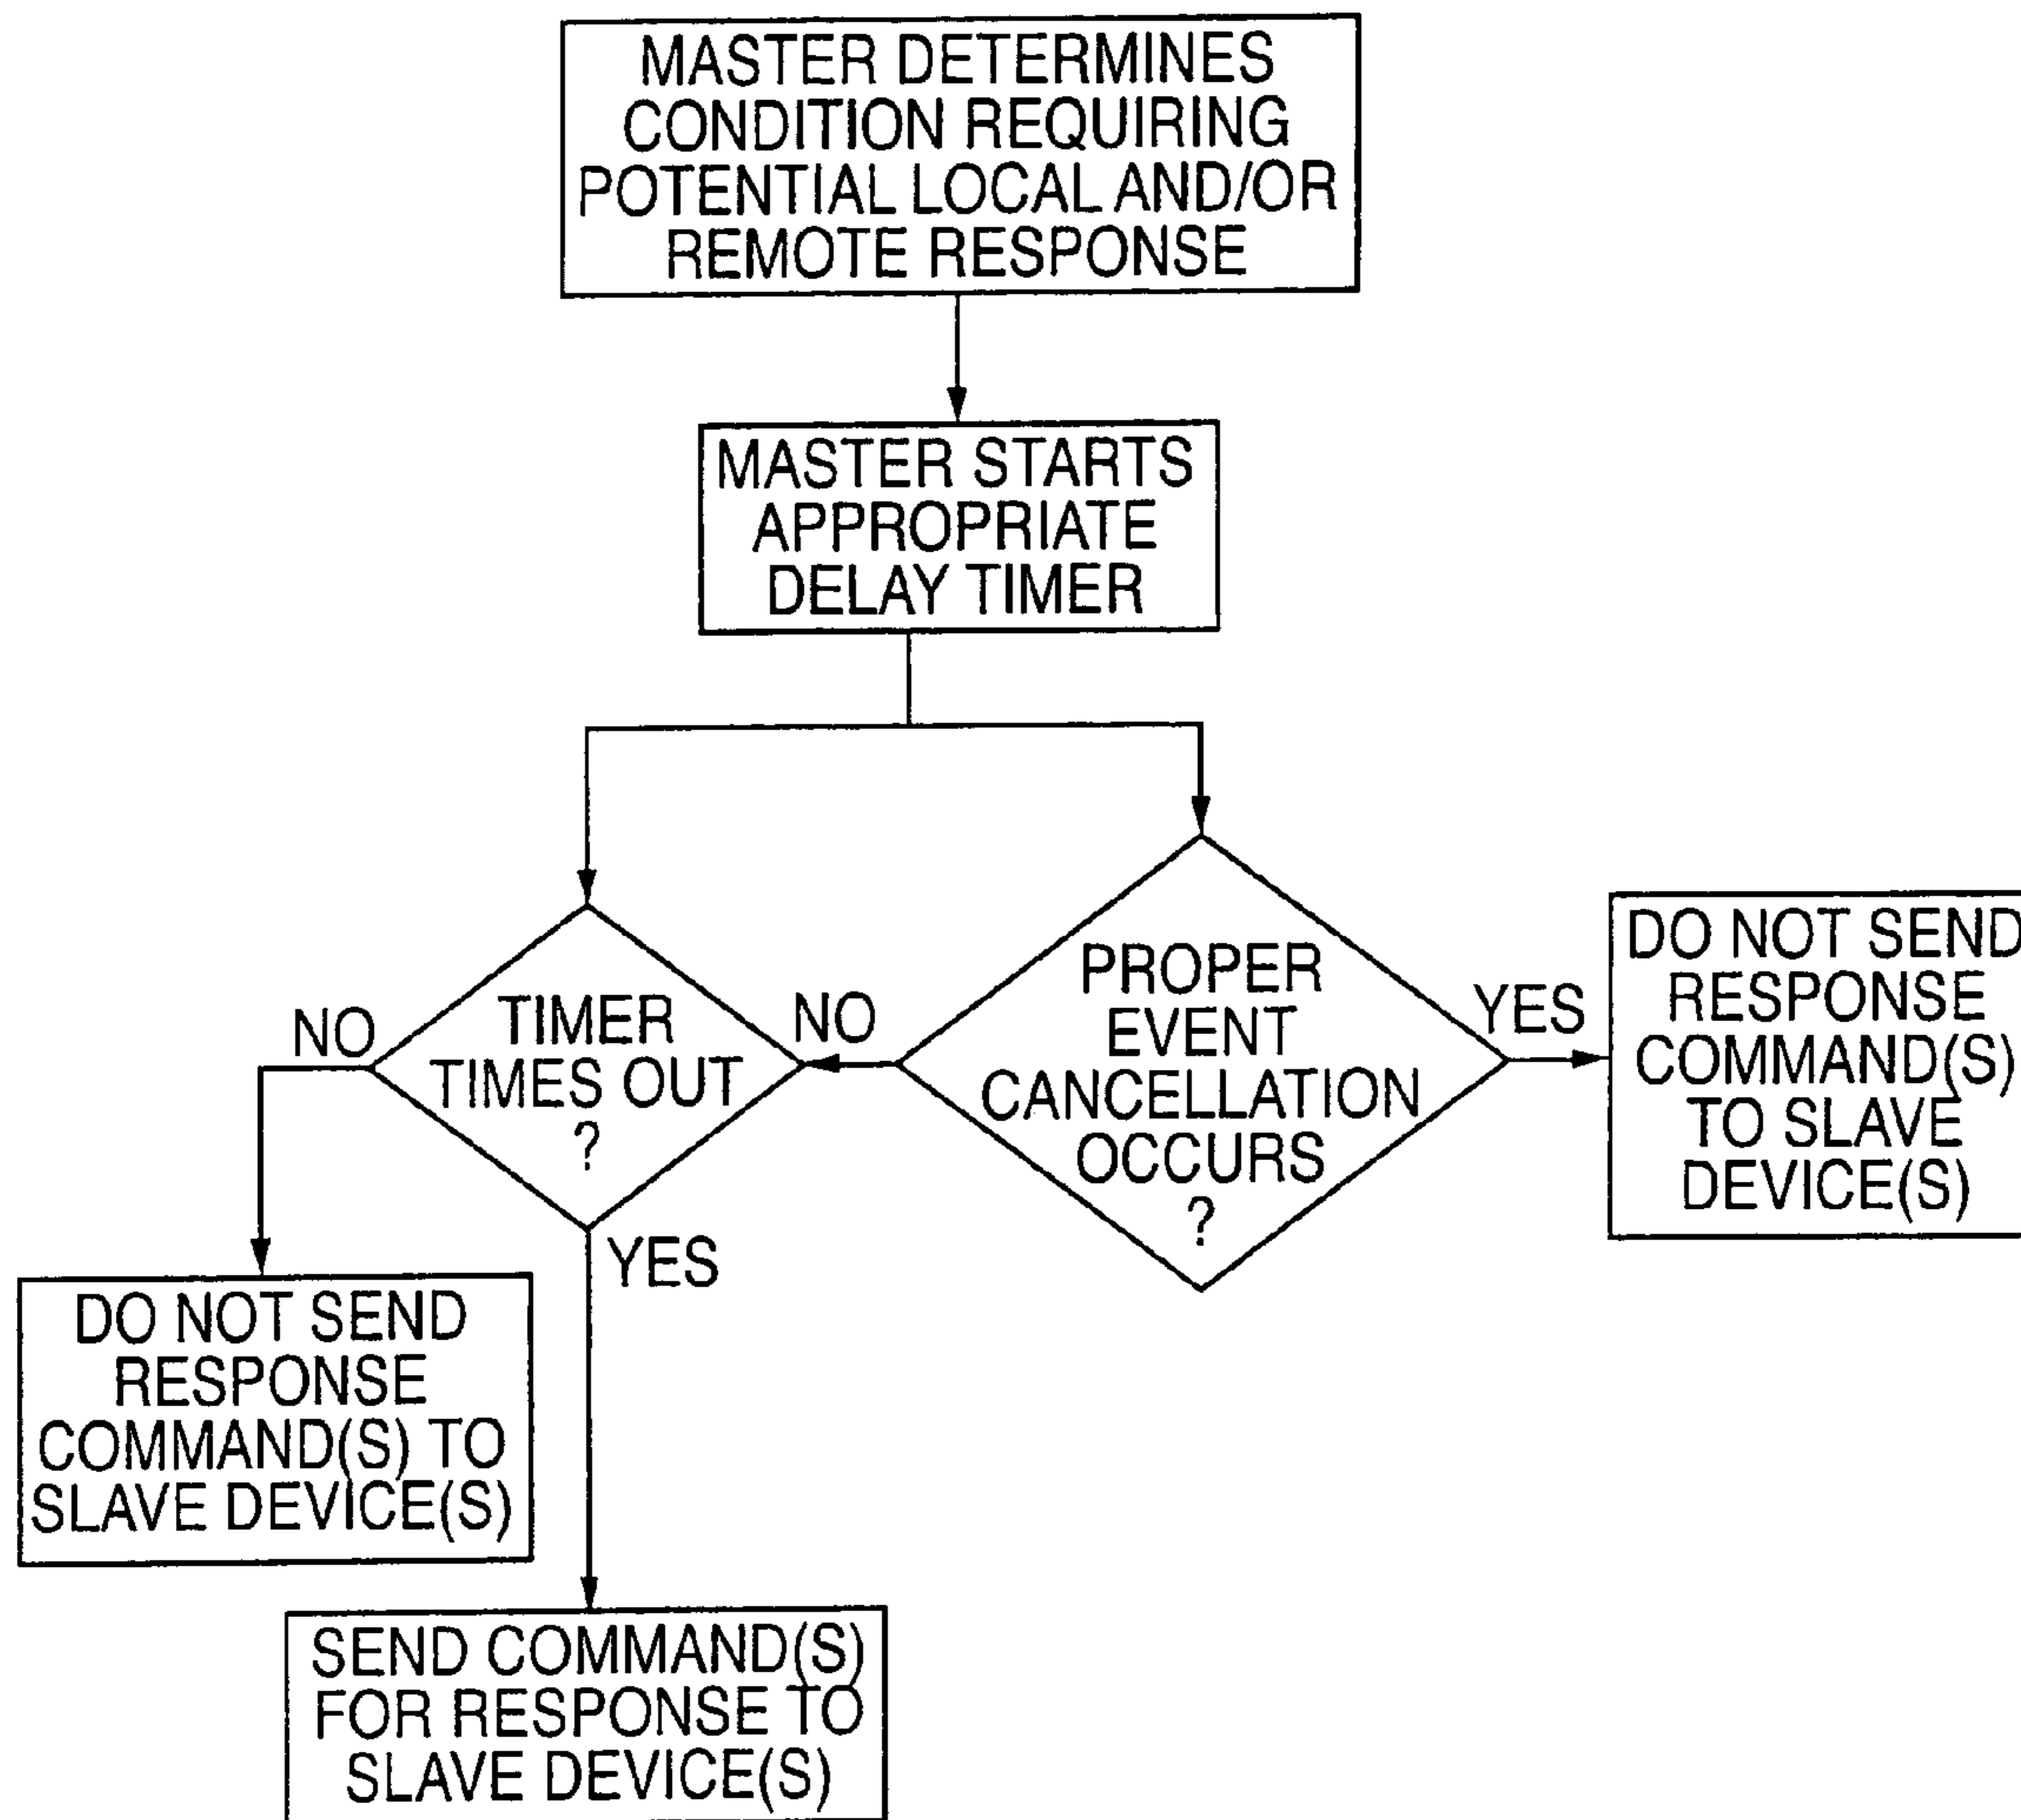 MASTER DETERMINES
CONDITION REQUIRING
POTENTIAL LOCAL AND/OR
REMOTE RESPONSE
MASTER STARTS
APPROPRIATE
DELAY TIMER
PROPER
EVENT
CANCELLATION
OCCURS
?
YES
DO NOT SEND
RESPONSE
COMMAND(S)
TO SLAVE
DEVICE(S)
NO
TIMER
TIMES OUT
?
NO
YES
DO NOT SEND
RESPONSE
COMMAND(S) TO
SLAVE DEVICE(S)
SEND COMMAND(S)
FOR RESPONSE TO
SLAVE DEVICE(S)